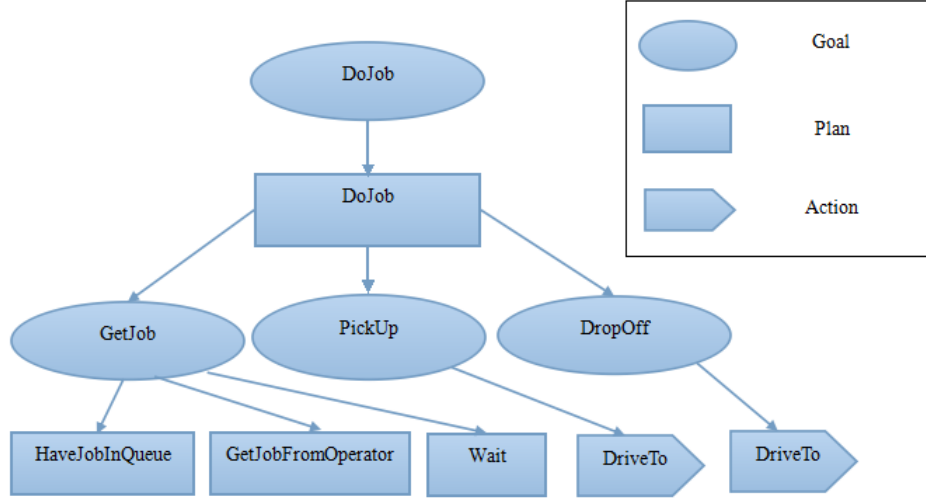 Goal
DoJob
Plan
DoJob
Action
GetJob
PickUp
DropOff
HaveJobInQueue
GetJobFromOperator
Wait
DriveTo
DriveTo